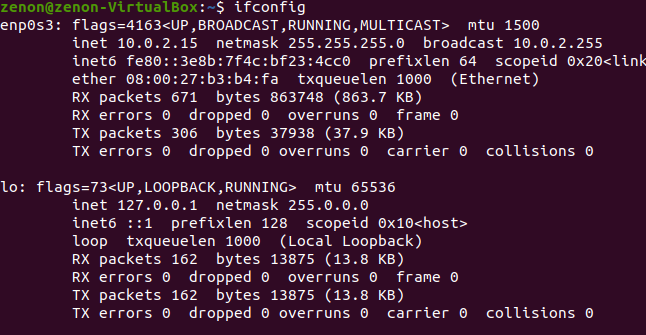 zenon@zenon-VirtualBox:~$ ifconfig
enp0s3: flags=4163<UP,BROADCAST,RUNNING,MULTICAST>  mtu 1500
        inet 10.0.2.15  netmask 255.255.255.0  broadcast 10.0.2.255
        inet6 fe80::3e8b:7f4c:bf23:4cc0  prefixlen 64  scopeid 0x20<link
        ether 08:00:27:b3:b4:fa  txqueuelen 1000  (Ethernet)
        RX packets 671  bytes 863748 (863.7 KB)
        RX errors 0  dropped 0  overruns 0  frame 0
        TX packets 306  bytes 37938 (37.9 KB)
        TX errors 0  dropped 0 overruns 0  carrier 0  collisions 0

lo: flags=73<UP,LOOPBACK,RUNNING>  mtu 65536
        inet 127.0.0.1  netmask 255.0.0.0
        inet6 ::1  prefixlen 128  scopeid 0x10<host>
        loop  txqueuelen 1000  (Local Loopback)
        RX packets 162  bytes 13875 (13.8 KB)
        RX errors 0  dropped 0  overruns 0  frame 0
        TX packets 162  bytes 13875 (13.8 KB)
        TX errors 0  dropped 0 overruns 0  carrier 0  collisions 0